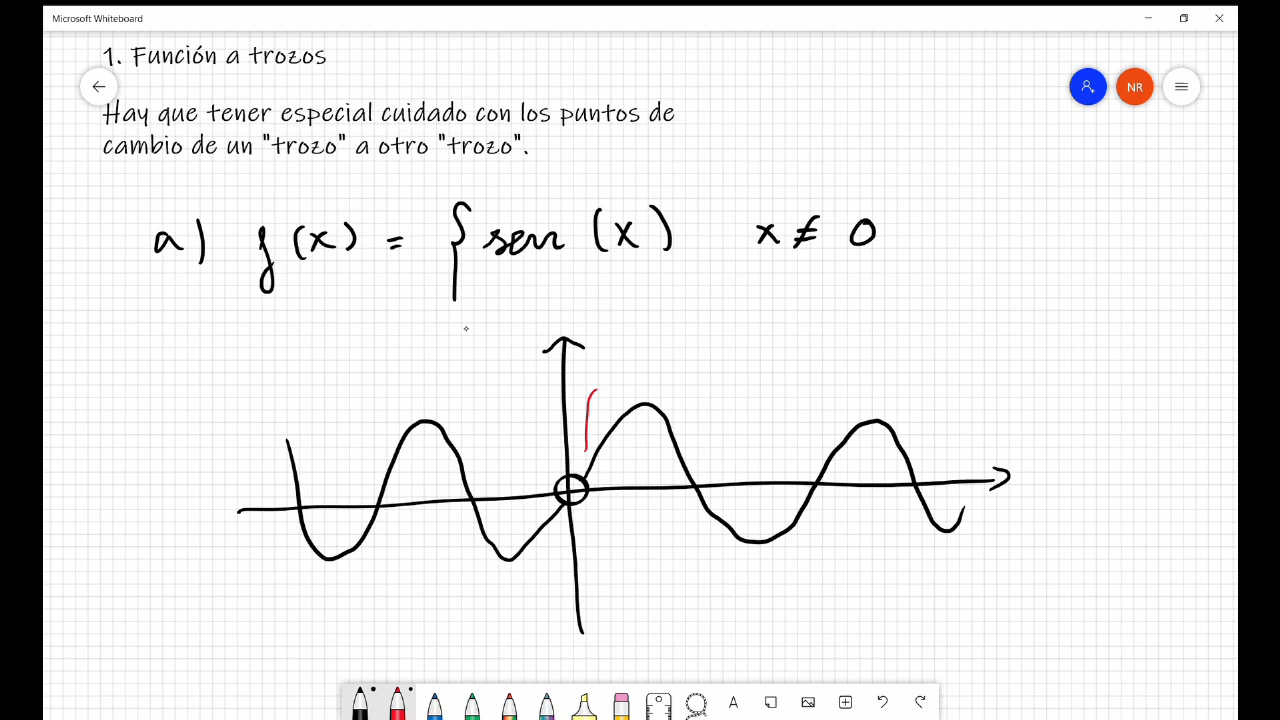 Microsoft Whiteboard
1. Función a trozos
NR
Hay que tener especial cuidado con los puntos de
cambio de un "trozo" a otro "trozo".
a) f(x) = { sen (x) x ≠ 0
A